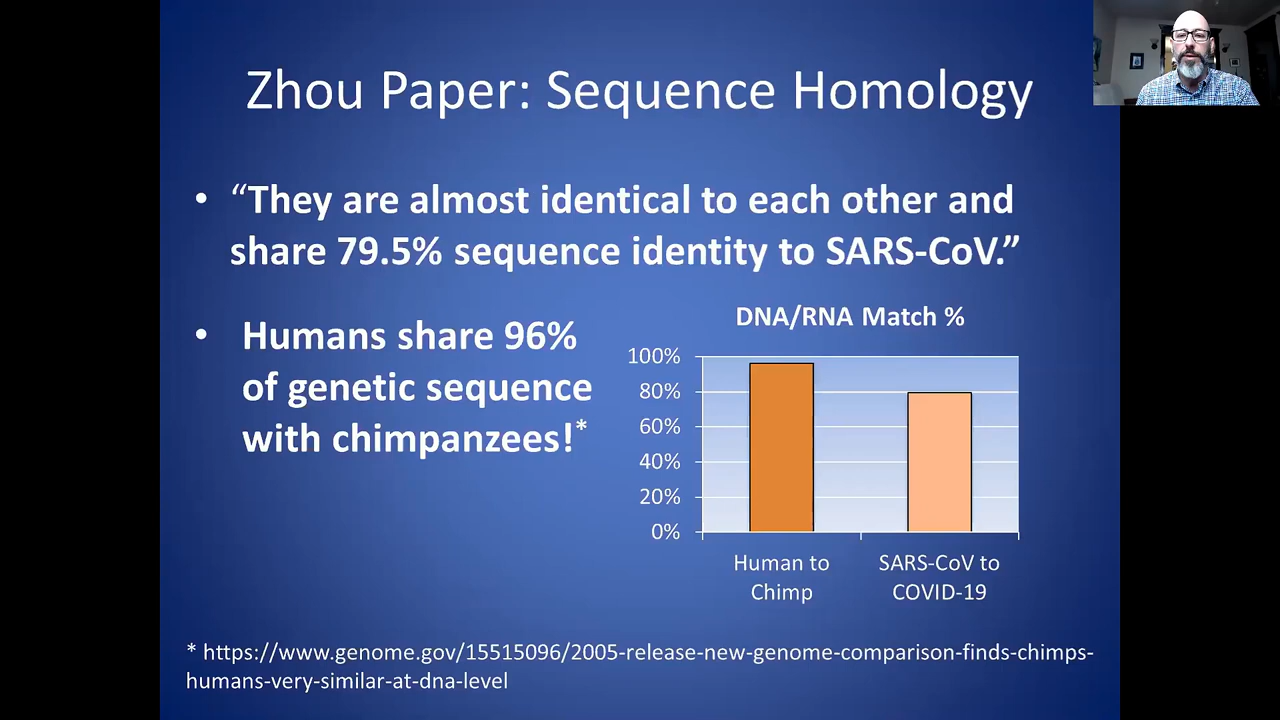 Zhou Paper: Sequence Homology
• “They are almost identical to each other and
share 79.5% sequence identity to SARS-CoV.”
• Humans share 96%
of genetic sequence
with chimpanzees!*
DNA/RNA Match %
100%
80%
60%
40%
20%
0%
Human to
Chimp
SARS-CoV to
COVID-19
* https://www.genome.gov/15515096/2005-release-new-genome-comparison-finds-chimps-
humans-very-similar-at-dna-level